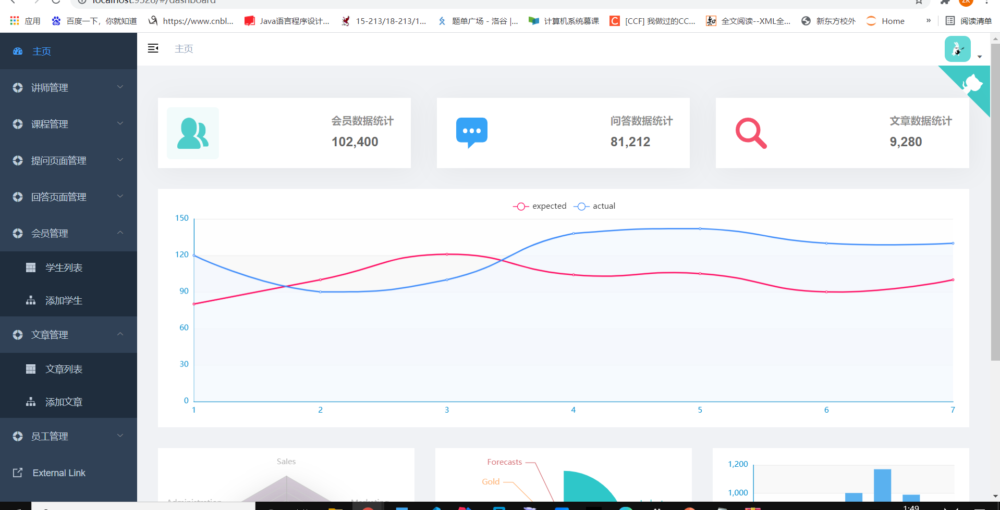 localhost:9528/#/dashboard
ZK
应用
百度一下，你就知道
https://www.cnbl...
Java语言程序设计...
15-213/18-213/1...
题单广场 - 洛谷 |...
计算机系统慕课
[CCF] 我做过的CC...
全文阅读--XML全...
新东方校外
Home
»
阅读清单
主页
讲师管理
课程管理
提问页面管理
回答页面管理
会员管理
学生列表
添加学生
文章管理
文章列表
添加文章
员工管理
External Link
主页
会员数据统计
102,400
问答数据统计
81,212
文章数据统计
9,280
expected
actual
150
120
90
60
30
0
1 2 3 4 5 6 7
Sales
Administration
Marketing
Forecasts
Gold
1,200
1,000
1:49